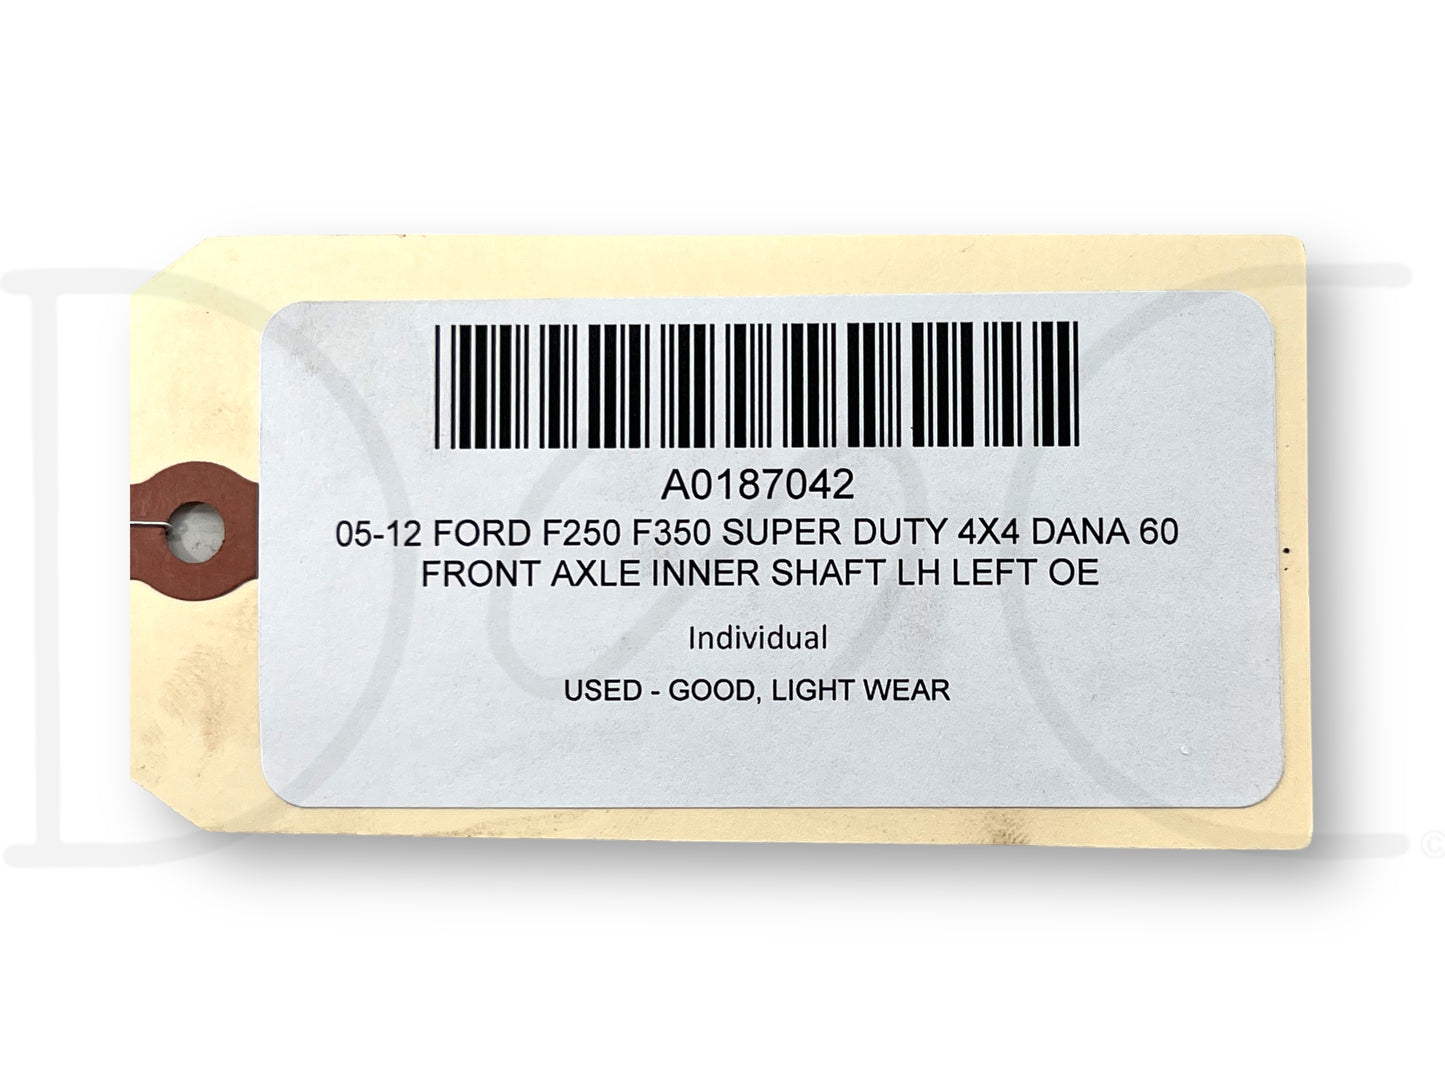 A0187042
05-12 FORD F250 F350 SUPER DUTY 4X4 DANA 60
FRONT AXLE INNER SHAFT LH LEFT OE
Individual
USED - GOOD, LIGHT WEAR
©